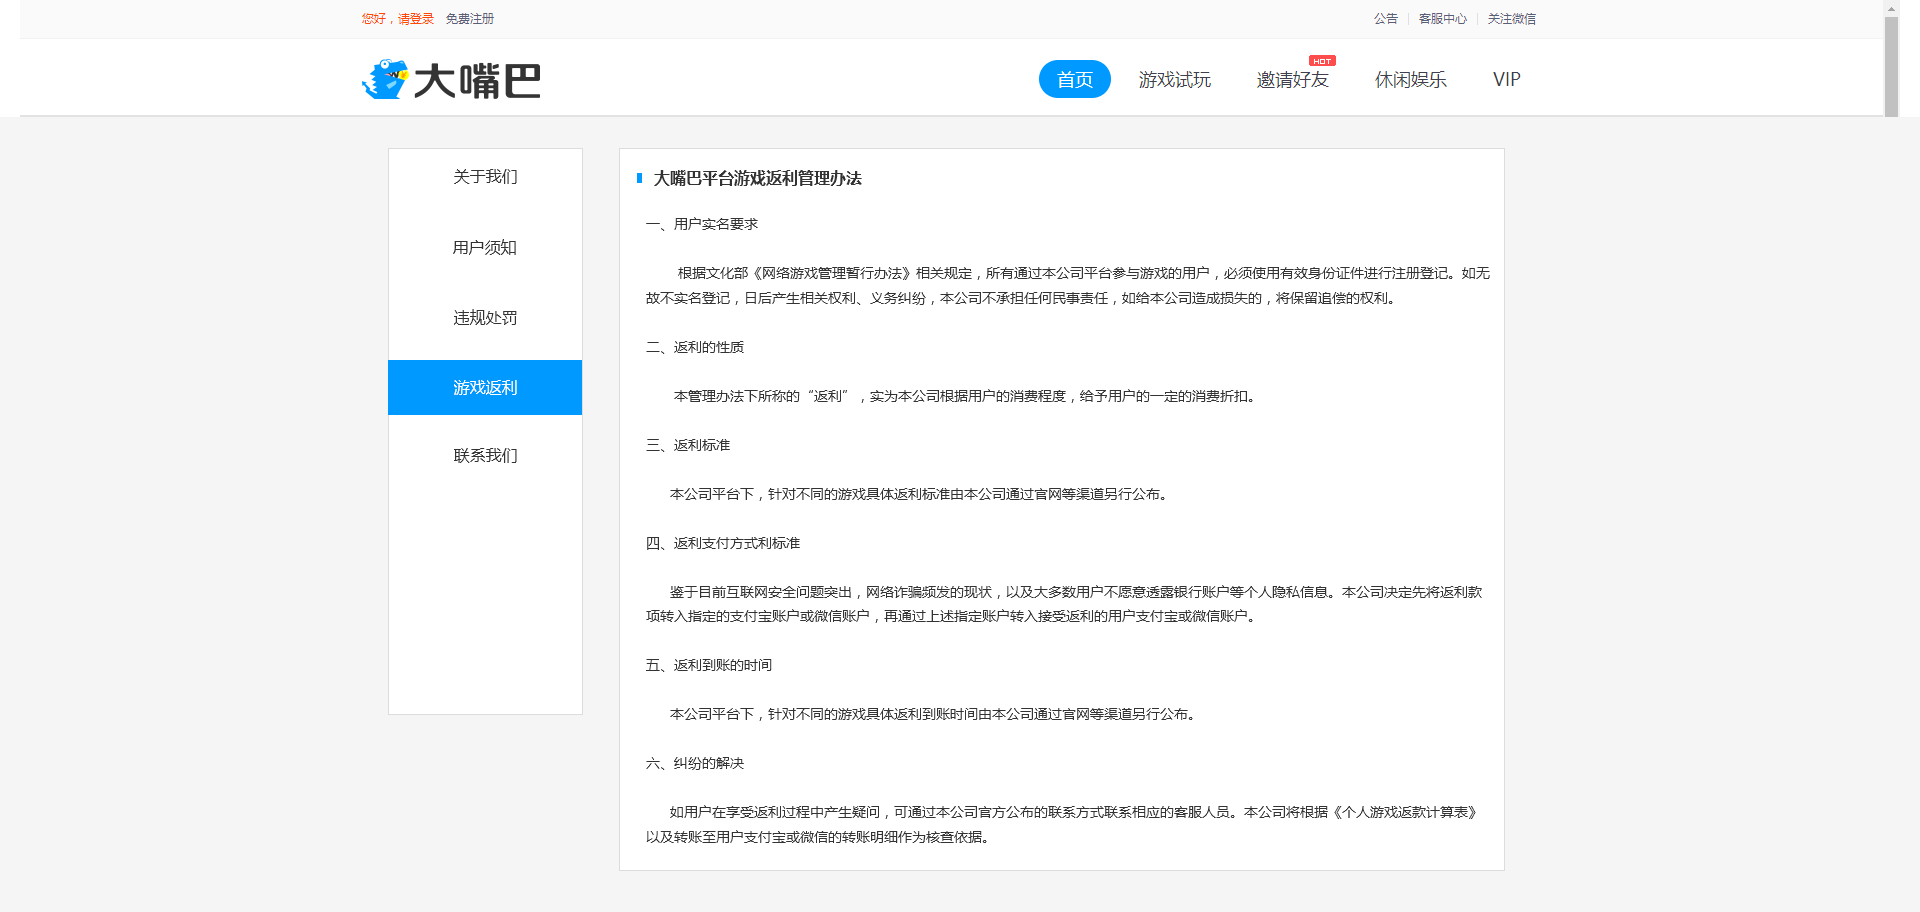 您好，请登录 免费注册
公告 客服中心 关注微信
大嘴巴
首页 游戏试玩 邀请好友 HOT 休闲娱乐 VIP
关于我们
用户须知
违规处罚
游戏返利
联系我们
大嘴巴平台游戏返利管理办法
一、用户实名要求
根据文化部《网络游戏管理暂行办法》相关规定，所有通过本公司平台参与游戏的用户，必须使用有效身份证件进行注册登记。如无
故不实名登记，日后产生相关权利、义务纠纷，本公司不承担任何民事责任，如给本公司造成损失的，将保留追偿的权利。
二、返利的性质
本管理办法下所称的“返利”，实为本公司根据用户的消费程度，给予用户的一定的消费折扣。
三、返利标准
本公司平台下，针对不同的游戏具体返利标准由本公司通过官网等渠道另行公布。
四、返利支付方式利标准
鉴于目前互联网安全问题突出，网络诈骗频发的现状，以及大多数用户不愿意透露银行账户等个人隐私信息。本公司决定先将返利款
项转入指定的支付宝账户或微信账户，再通过上述指定账户转入接受返利的用户支付宝或微信账户。
五、返利到账的时间
本公司平台下，针对不同的游戏具体返利到账时间由本公司通过官网等渠道另行公布。
六、纠纷的解决
如用户在享受返利过程中产生疑问，可通过本公司官方公布的联系方式联系相应的客服人员。本公司将根据《个人游戏返款计算表》
以及转账至用户支付宝或微信的转账明细作为核查依据。